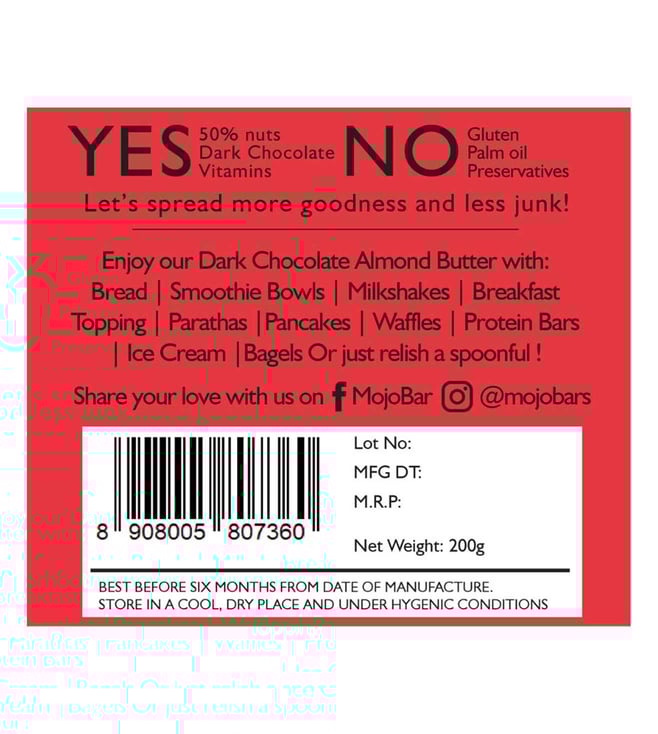 YES 50% nuts NO Gluten
Dark Chocolate Palm oil
Vitamins Preservatives
Let's spread more goodness and less junk!
Enjoy our Dark Chocolate Almond Butter with:
Bread | Smoothie Bowls | Milkshakes | Breakfast
Topping | Parathas |Pancakes | Waffles | Protein Bars
| Ice Cream |Bagels Or just relish a spoonful !
Share your love with us on f MojoBar @mojobars
Lot No:
MFG DT:
M.R.P:
8 908005 807360
Net Weight: 200g
BEST BEFORE SIX MONTHS FROM DATE OF MANUFACTURE.
STORE IN A COOL, DRY PLACE AND UNDER HYGENIC CONDITIONS